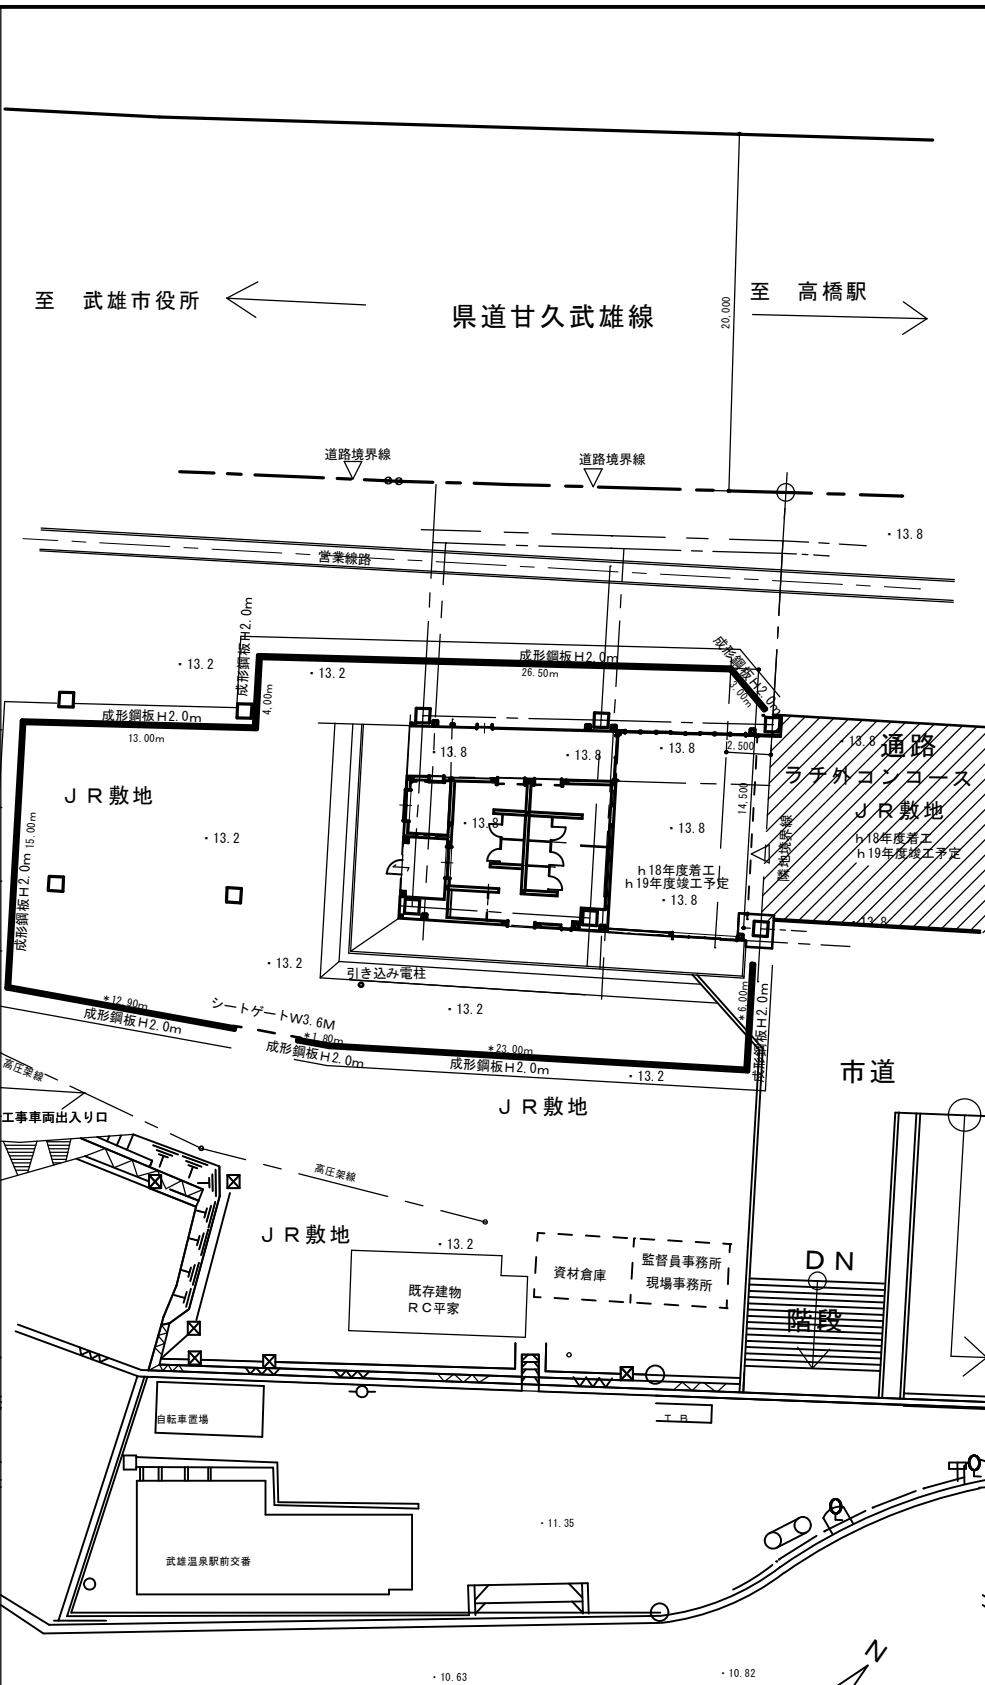 至　武雄市役所
県道甘久武雄線
至　高橋駅
20,000
道路境界線
道路境界線
・13.8
営業線路
・13.2
・13.2
成形鋼板H2.0m
4.00m
成形鋼板H2.0m
26.50m
成形鋼板H2.0m
3.00m
成形鋼板H2.0m
13.00m
・13.8
・13.8
・13.8
2.500
・13.8
通路
ラチ外コンコース
ＪＲ敷地
h18年度着工
h19年度竣工予定
・13.8
ＪＲ敷地
・13.2
成形鋼板H2.0m
15.00m
・13.8
・13.8
14,500
隣地境界線
h18年度着工
h19年度竣工予定
・13.8
・13.2
引き込み電柱
・13.2
*12.90m
成形鋼板H2.0m
シートゲートW3.6M
*1.80m
成形鋼板H2.0m
*23.00m
成形鋼板H2.0m
・13.2
*6.00m
成形鋼板H2.0m
市道
ＪＲ敷地
高圧架線
工事車両出入り口
高圧架線
ＪＲ敷地
・13.2
既存建物
ＲＣ平家
資材倉庫
監督員事務所
現場事務所
ＤＮ
階段
自転車置場
Ｔ.Ｂ
武雄温泉駅前交番
・11.35
・10.63
・10.82
N